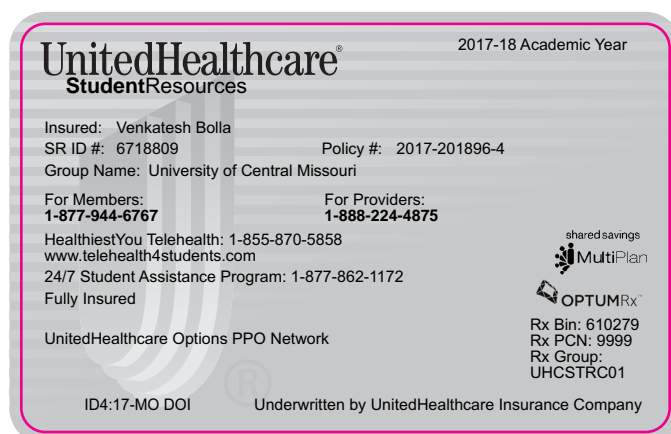 2017-18 Academic Year
UnitedHealthcare®
StudentResources
Insured: Venkatesh Bolla
SR ID #: 6718809 Policy #: 2017-201896-4
Group Name: University of Central Missouri
For Members: For Providers:
1-877-944-6767 1-888-224-4875
HealthiestYou Telehealth: 1-855-870-5858
www.telehealth4students.com
24/7 Student Assistance Program: 1-877-862-1172
Fully Insured
shared savings
MultiPlan
OPTUMRx™
UnitedHealthcare Options PPO Network
Rx Bin: 610279
Rx PCN: 9999
Rx Group:
UHCSTRC01
®
ID4:17-MO DOI Underwritten by UnitedHealthcare Insurance Company